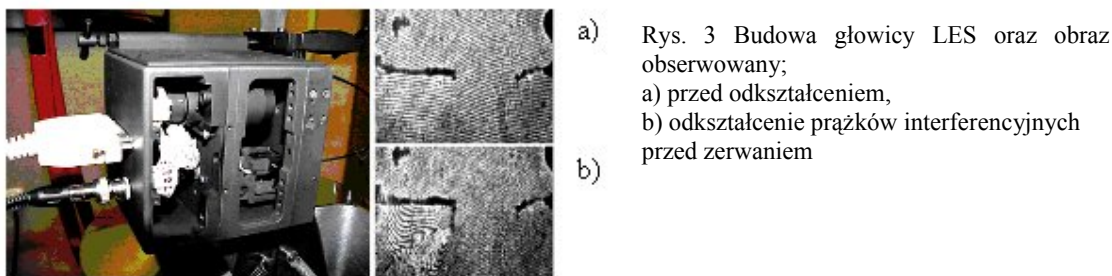 a)
b)
Rys. 3 Budowa głowicy LES oraz obraz
obserwowany;
a) przed odkształceniem,
b) odkształcenie prążków interferencyjnych
przed zerwaniem